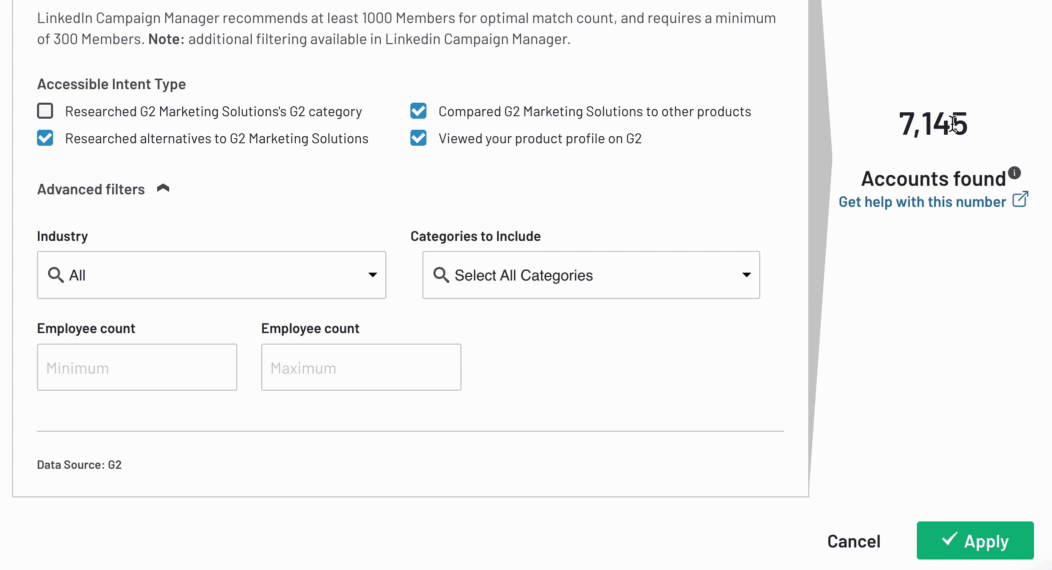 LinkedIn Campaign Manager recommends at least 1000 Members for optimal match count, and requires a minimum
of 300 Members. Note: additional filtering available in Linkedin Campaign Manager.
Accessible Intent Type
Researched G2 Marketing Solutions's G2 category
Compared G2 Marketing Solutions to other products
Researched alternatives to G2 Marketing Solutions
Viewed your product profile on G2
7,145
Accounts found
Get help with this number
Advanced filters
Industry
Categories to Include
All
Select All Categories
Employee count
Employee count
Minimum
Maximum
Data Source: G2
Cancel
Apply